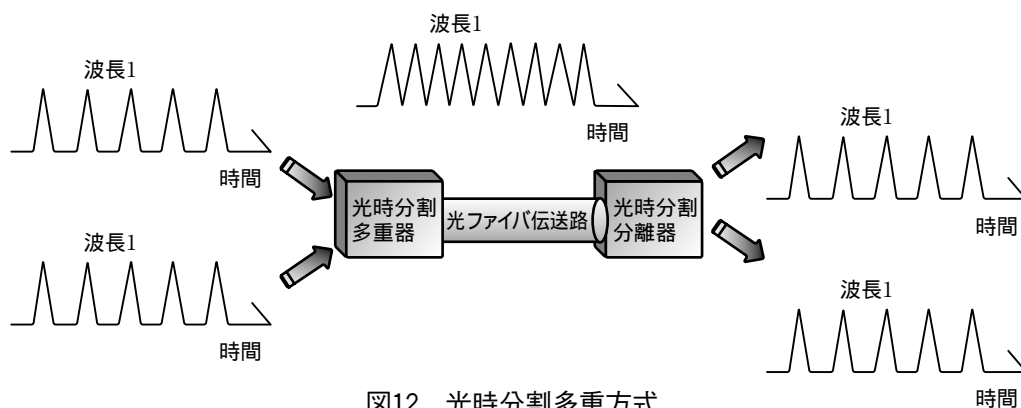 波長1
時間
波長1
時間
波長1
時間
光時分割
多重器
光ファイバ伝送路
光時分割
分離器
波長1
時間
波長1
時間
図12 光時分割多重方式